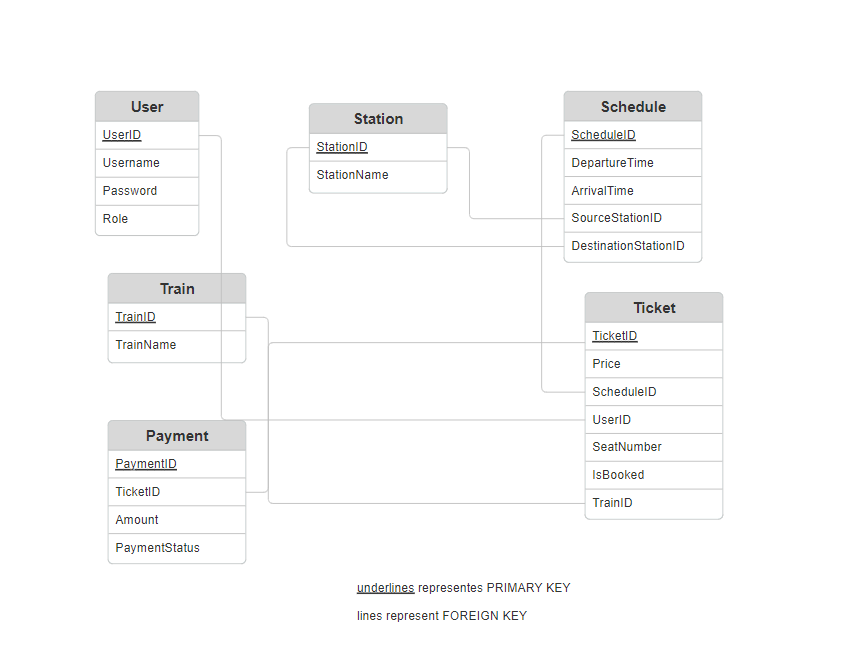 User
UserID
Username
Password
Role
Station
StationID
StationName
Schedule
ScheduleID
DepartureTime
ArrivalTime
SourceStationID
DestinationStationID
Train
TrainID
TrainName
Ticket
TicketID
Price
ScheduleID
UserID
SeatNumber
IsBooked
TrainID
Payment
PaymentID
TicketID
Amount
PaymentStatus
underlines representes PRIMARY KEY
lines represent FOREIGN KEY